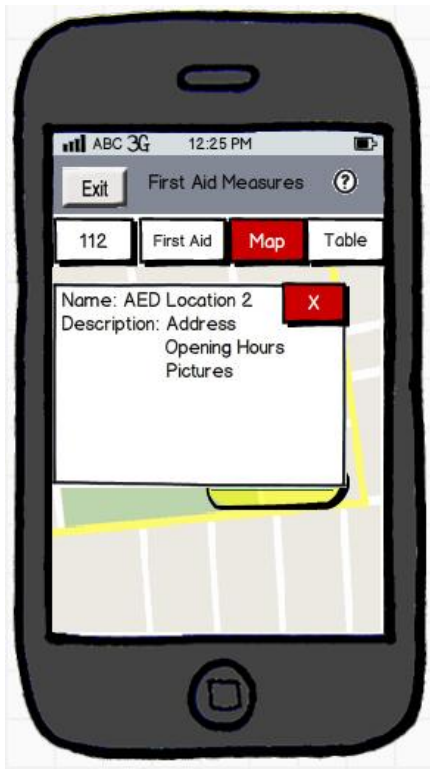 ABC 3G 12:25 PM
Exit First Aid Measures ?
112 First Aid Map Table
Name: AED Location 2 X
Description: Address
Opening Hours
Pictures